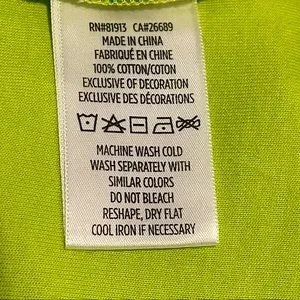 RN#81913 CA#26689
MADE IN CHINA
FABRIQUÉ EN CHINE
100% COTTON/COTON
EXCLUSIVE OF DECORATION
EXCLUSIVE DES DÉCORATIONS
MACHINE WASH COLD
WASH SEPARATELY WITH
SIMILAR COLORS
DO NOT BLEACH
RESHAPE, DRY FLAT
COOL IRON IF NECESSARY